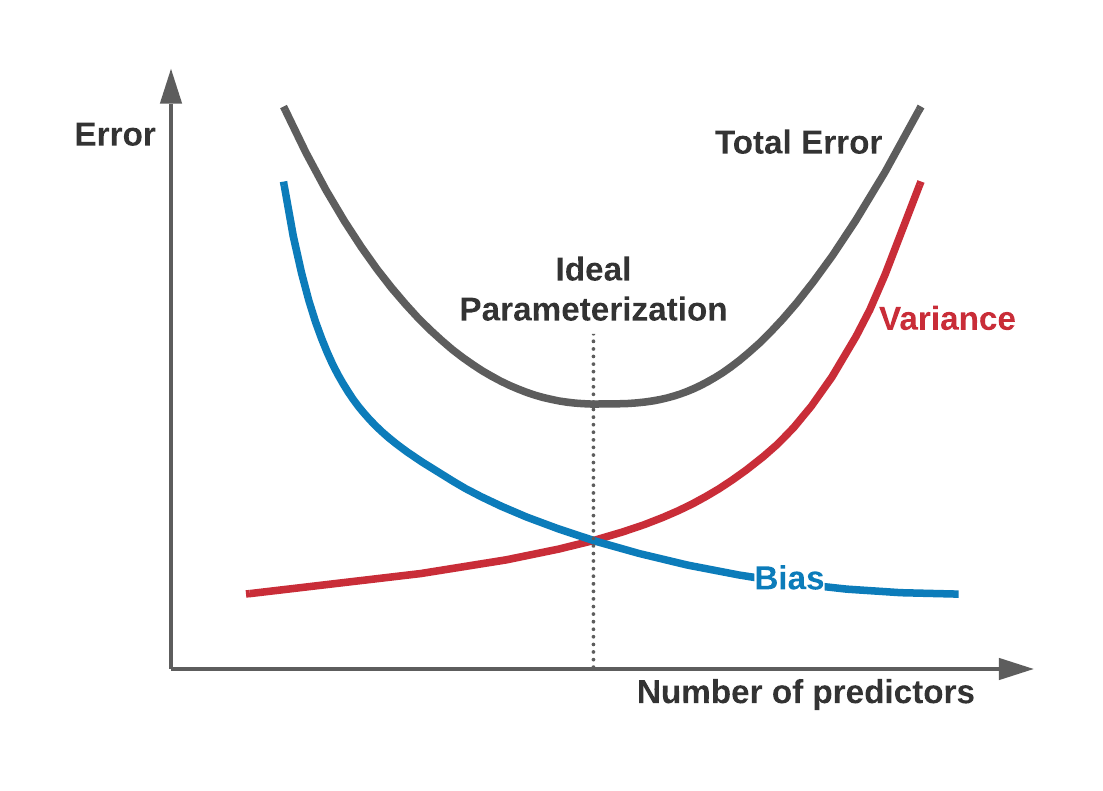 Error
Total Error
Ideal
Parameterization
Variance
Bias
Number of predictors